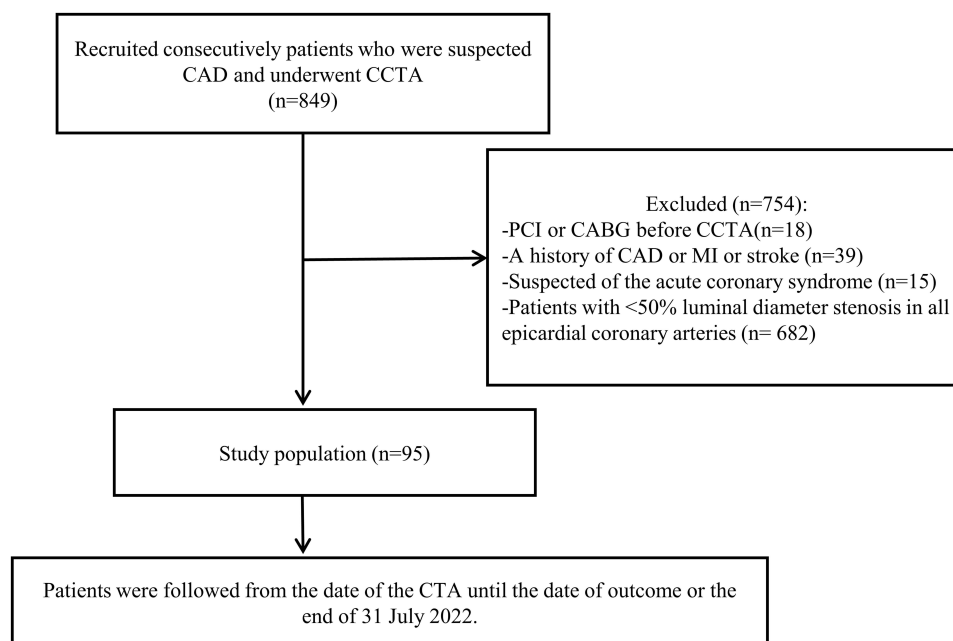 Recruited consecutively patients who were suspected
CAD and underwent CCTA
(n=849)
Excluded (n=754):
-PCI or CABG before CCTA(n=18)
-A history of CAD or MI or stroke (n=39)
-Suspected of the acute coronary syndrome (n=15)
-Patients with <50% luminal diameter stenosis in all
epicardial coronary arteries (n= 682)
Study population (n=95)
Patients were followed from the date of the CTA until the date of outcome or the
end of 31 July 2022.